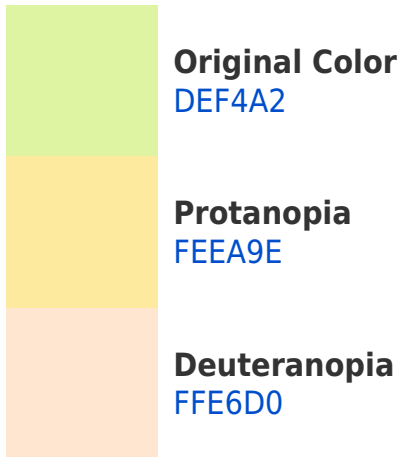 Original Color
DEF4A2
Protanopia
FEEA9E
Deuteranopia
FFE6D0